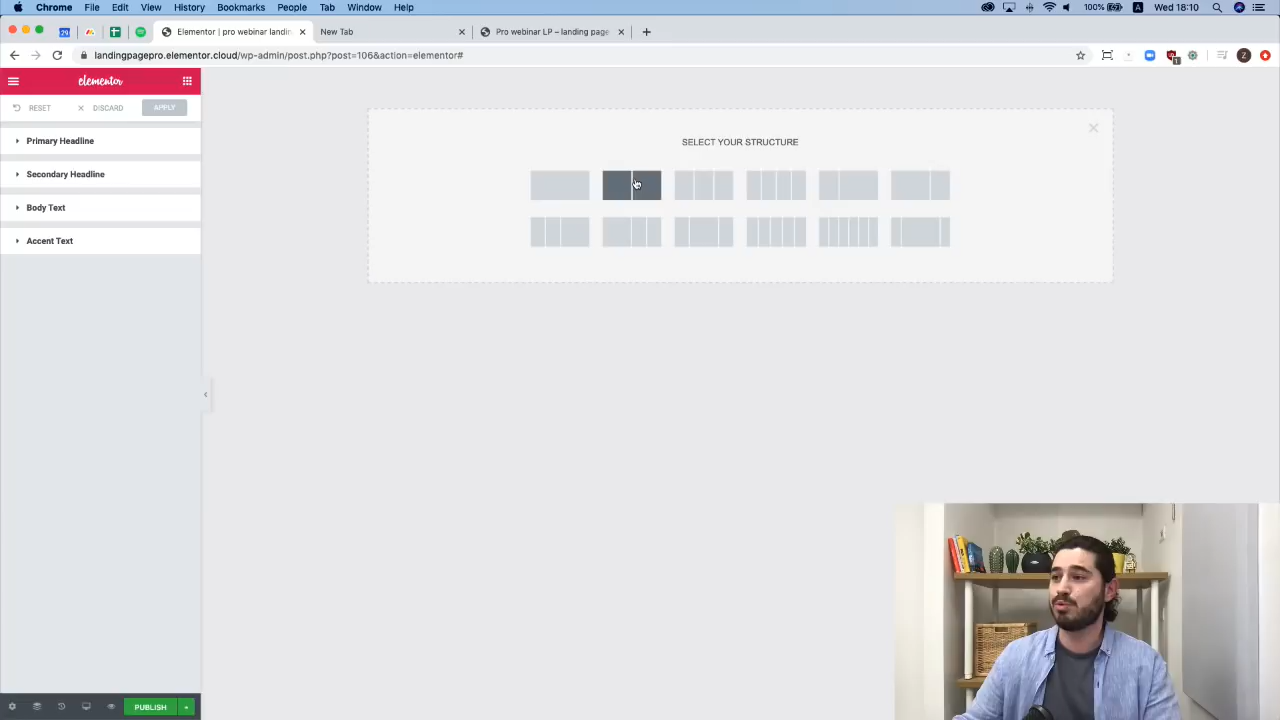 Chrome File Edit View History Bookmarks People Tab Window Help
100% Wed 18:10
Elementor | pro webinar landin
New Tab
Pro webinar LP – landing page
landingpagepro.elementor.cloud/wp-admin/post.php?post=106&action=elementor#
Z
elementor
RESET
DISCARD
APPLY
Primary Headline
Secondary Headline
Body Text
Accent Text
SELECT YOUR STRUCTURE
PUBLISH